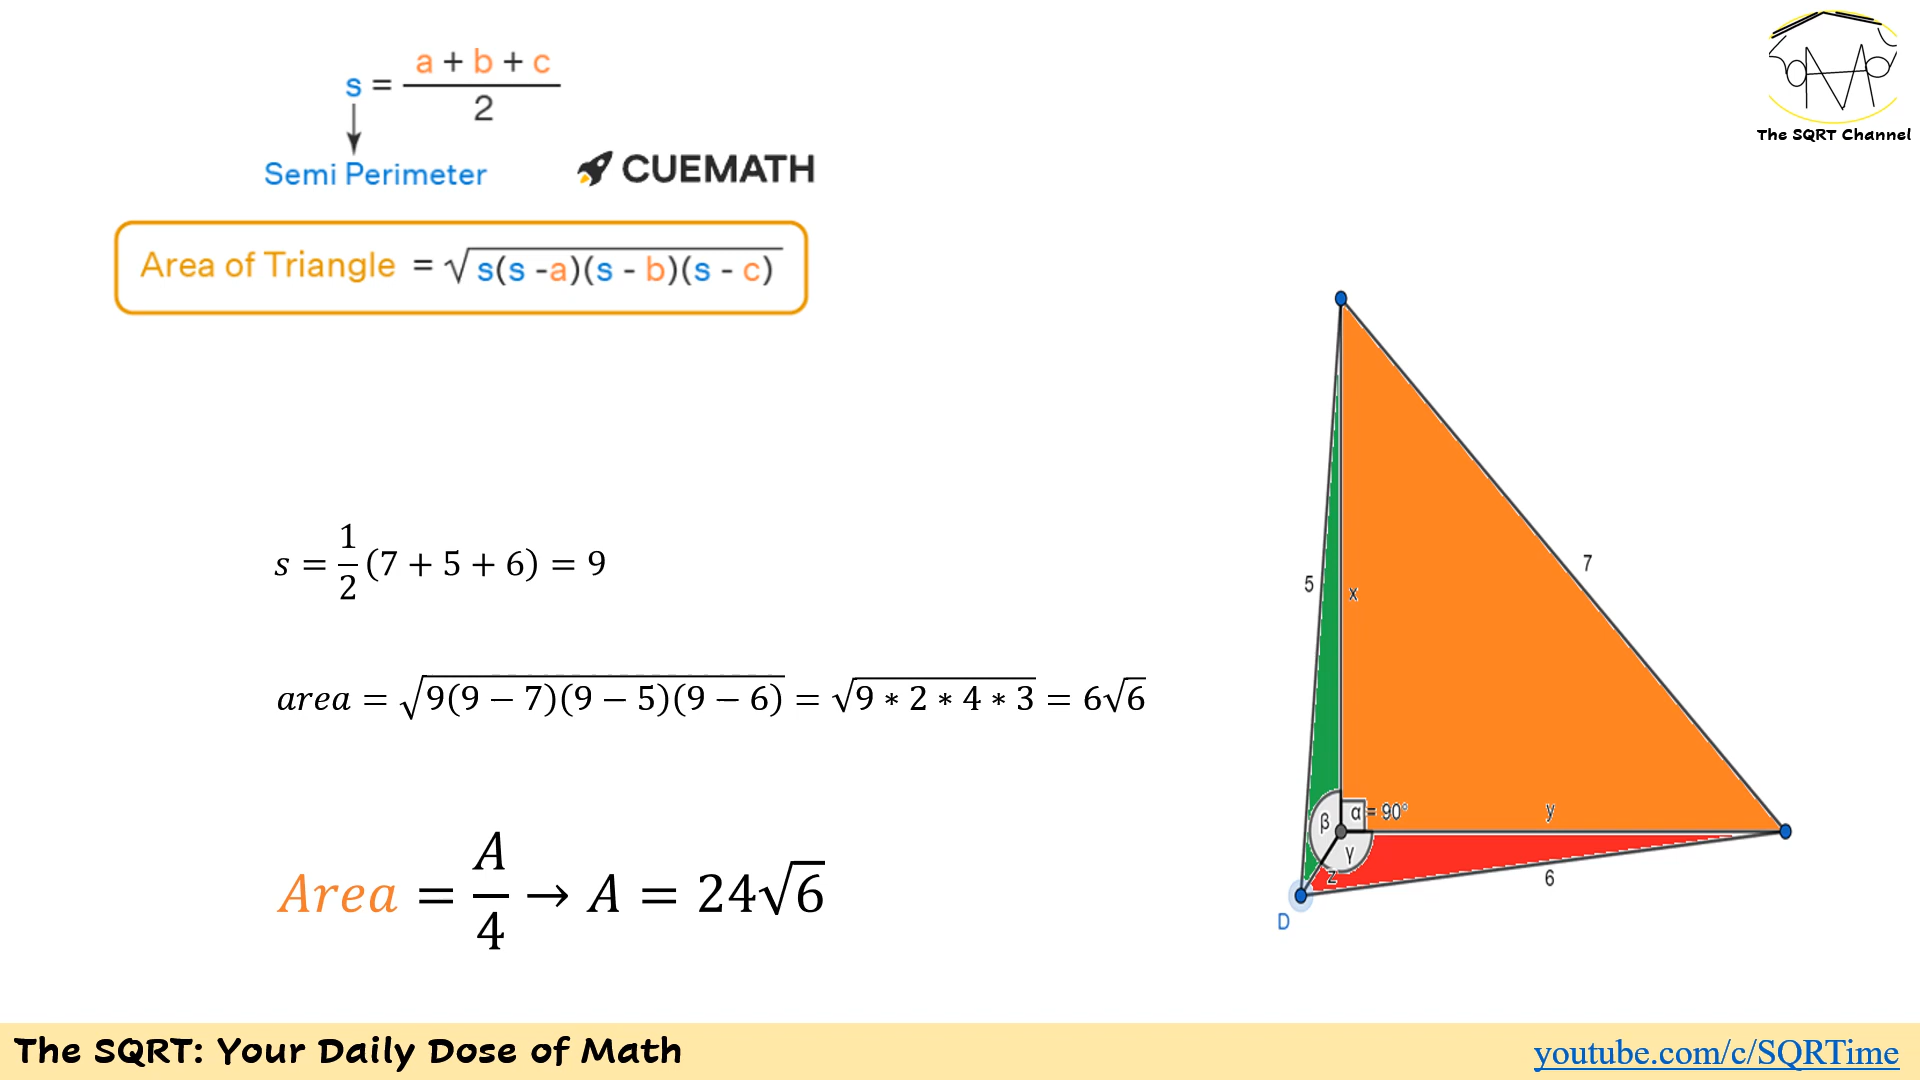 s = a + b + c / 2
Semi Perimeter
CUEMATH
Area of Triangle = √s(s -a)(s - b)(s - c)
The SQRT Channel
s = 1/2 (7 + 5 + 6) = 9
area = √9(9 − 7)(9 − 5)(9 − 6) = √9 ∗ 2 ∗ 4 ∗ 3 = 6√6
Area = A/4 → A = 24√6
5
x
7
β
α = 90°
y
γ
z
6
D
The SQRT: Your Daily Dose of Math
youtube.com/c/SQRTime